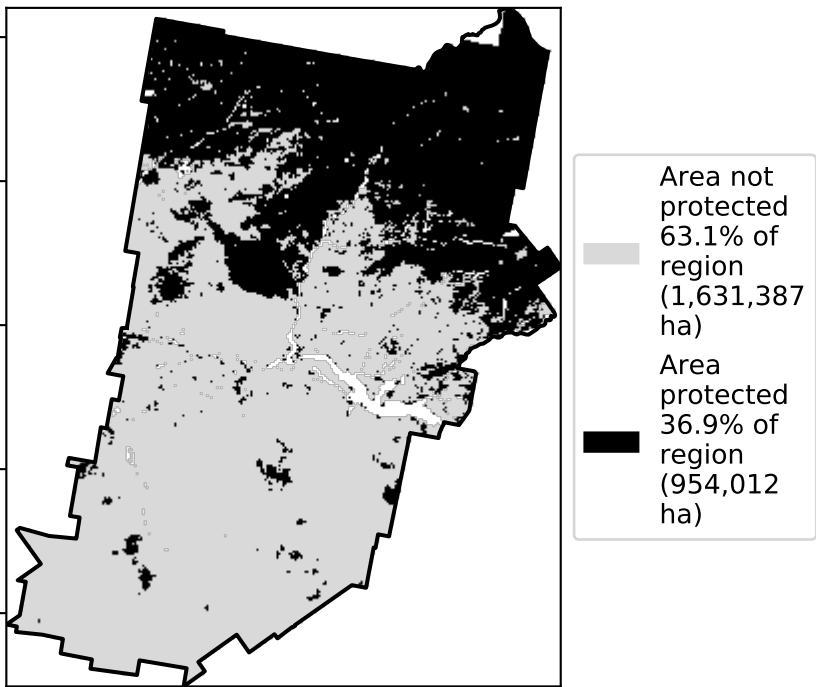 Area not
protected
63.1% of
region
(1,631,387
ha)
Area
protected
36.9% of
region
(954,012
ha)